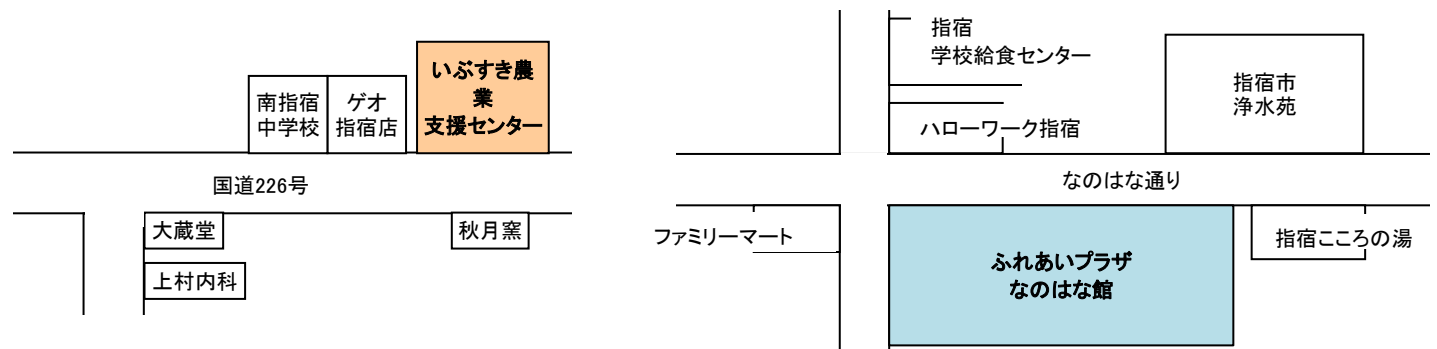 いぶすき農
業
支援センター
南指宿
中学校
ゲオ
指宿店
国道226号
大蔵堂
秋月窯
上村内科
指宿
学校給食センター
指宿市
浄水苑
ハローワーク指宿
なのはな通り
ファミリーマート
ふれあいプラザ
なのはな館
指宿こころの湯